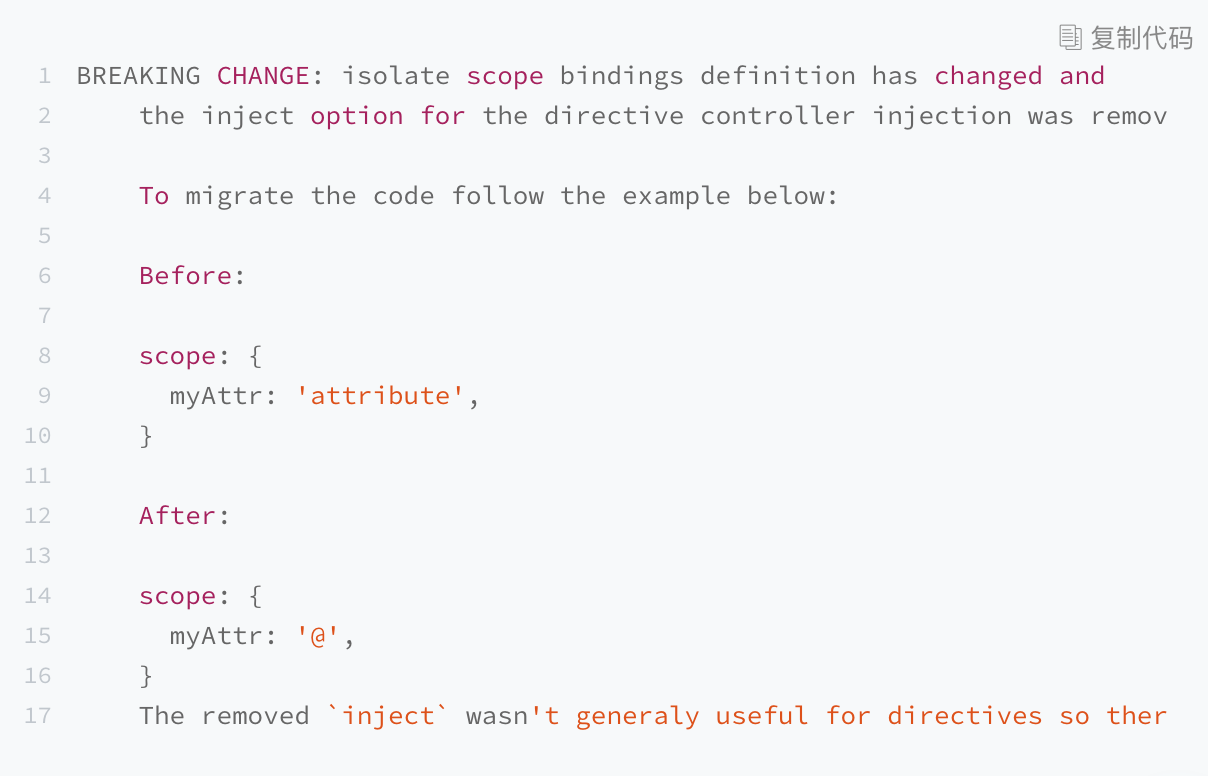 复制代码
1 BREAKING CHANGE: isolate scope bindings definition has changed and
2     the inject option for the directive controller injection was remov
3
4     To migrate the code follow the example below:
5
6     Before:
7
8     scope: {
9       myAttr: 'attribute',
10     }
11
12     After:
13
14     scope: {
15       myAttr: '@',
16     }
17     The removed `inject` wasn't generaly useful for directives so ther